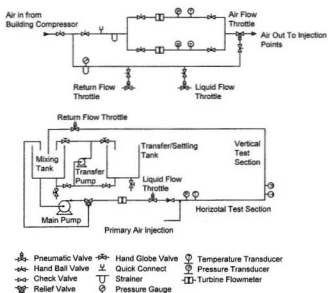 Air in from
Building Compressor
Air Flow
Throttle
P T
Air Out To Injection
Points
P T
P
Return Flow
Throttle
Liquid Flow
Throttle
Return Flow Throttle
Mixing
Tank
Transfer
Pump
Transfer/Settling
Tank
Vertical
Test
Section
Liquid Flow
Throttle
P T
Main Pump
Horizotal Test Section
Primary Air Injection
Pneumatic Valve
Hand Globe Valve
T Temperature Transducer
Hand Ball Valve
Quick Connect
P Pressure Transducer
Check Valve
Strainer
Turbine Flowmeter
Relief Valve
Pressure Gauge